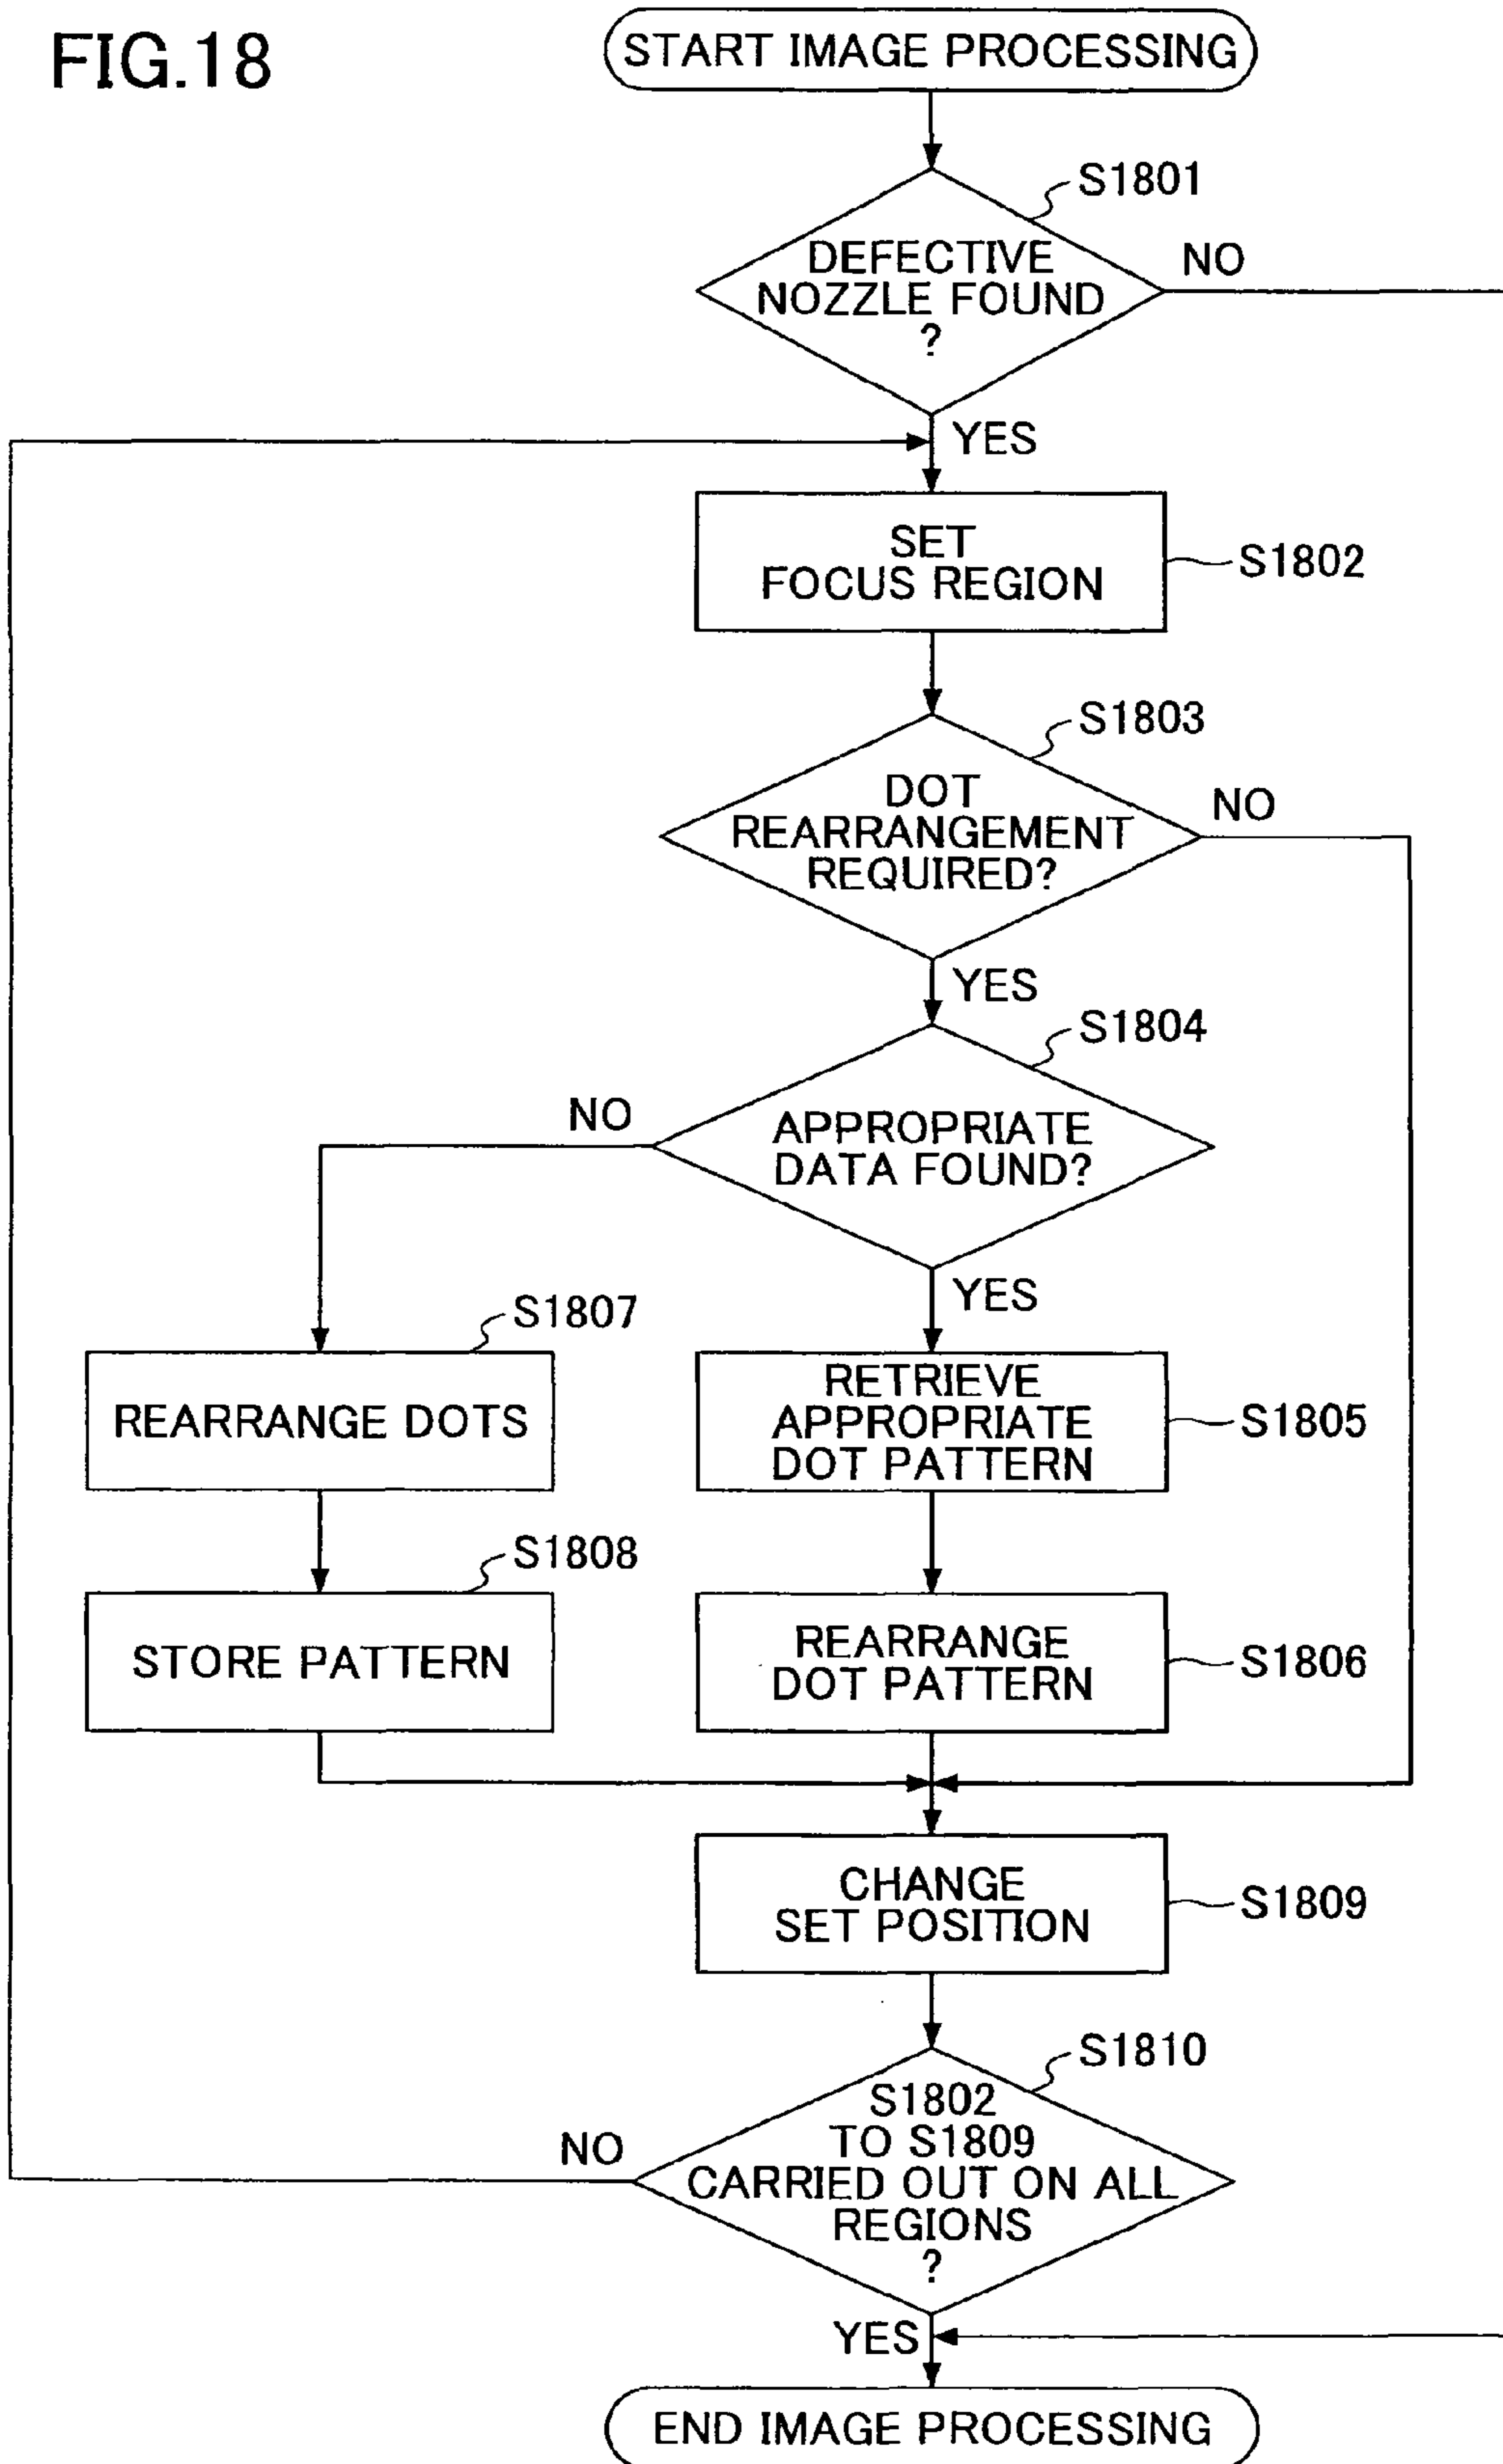 FIG.18
START IMAGE PROCESSING
S1801
DEFECTIVE
NOZZLE FOUND
?
NO
YES
SET
FOCUS REGION
S1802
S1803
DOT
REARRANGEMENT
REQUIRED?
NO
YES
S1804
APPROPRIATE
DATA FOUND?
NO
YES
S1807
REARRANGE DOTS
RETRIEVE
APPROPRIATE
DOT PATTERN
S1805
S1808
STORE PATTERN
REARRANGE
DOT PATTERN
S1806
CHANGE
SET POSITION
S1809
S1810
S1802
TO S1809
CARRIED OUT ON ALL
REGIONS
?
NO
YES
END IMAGE PROCESSING